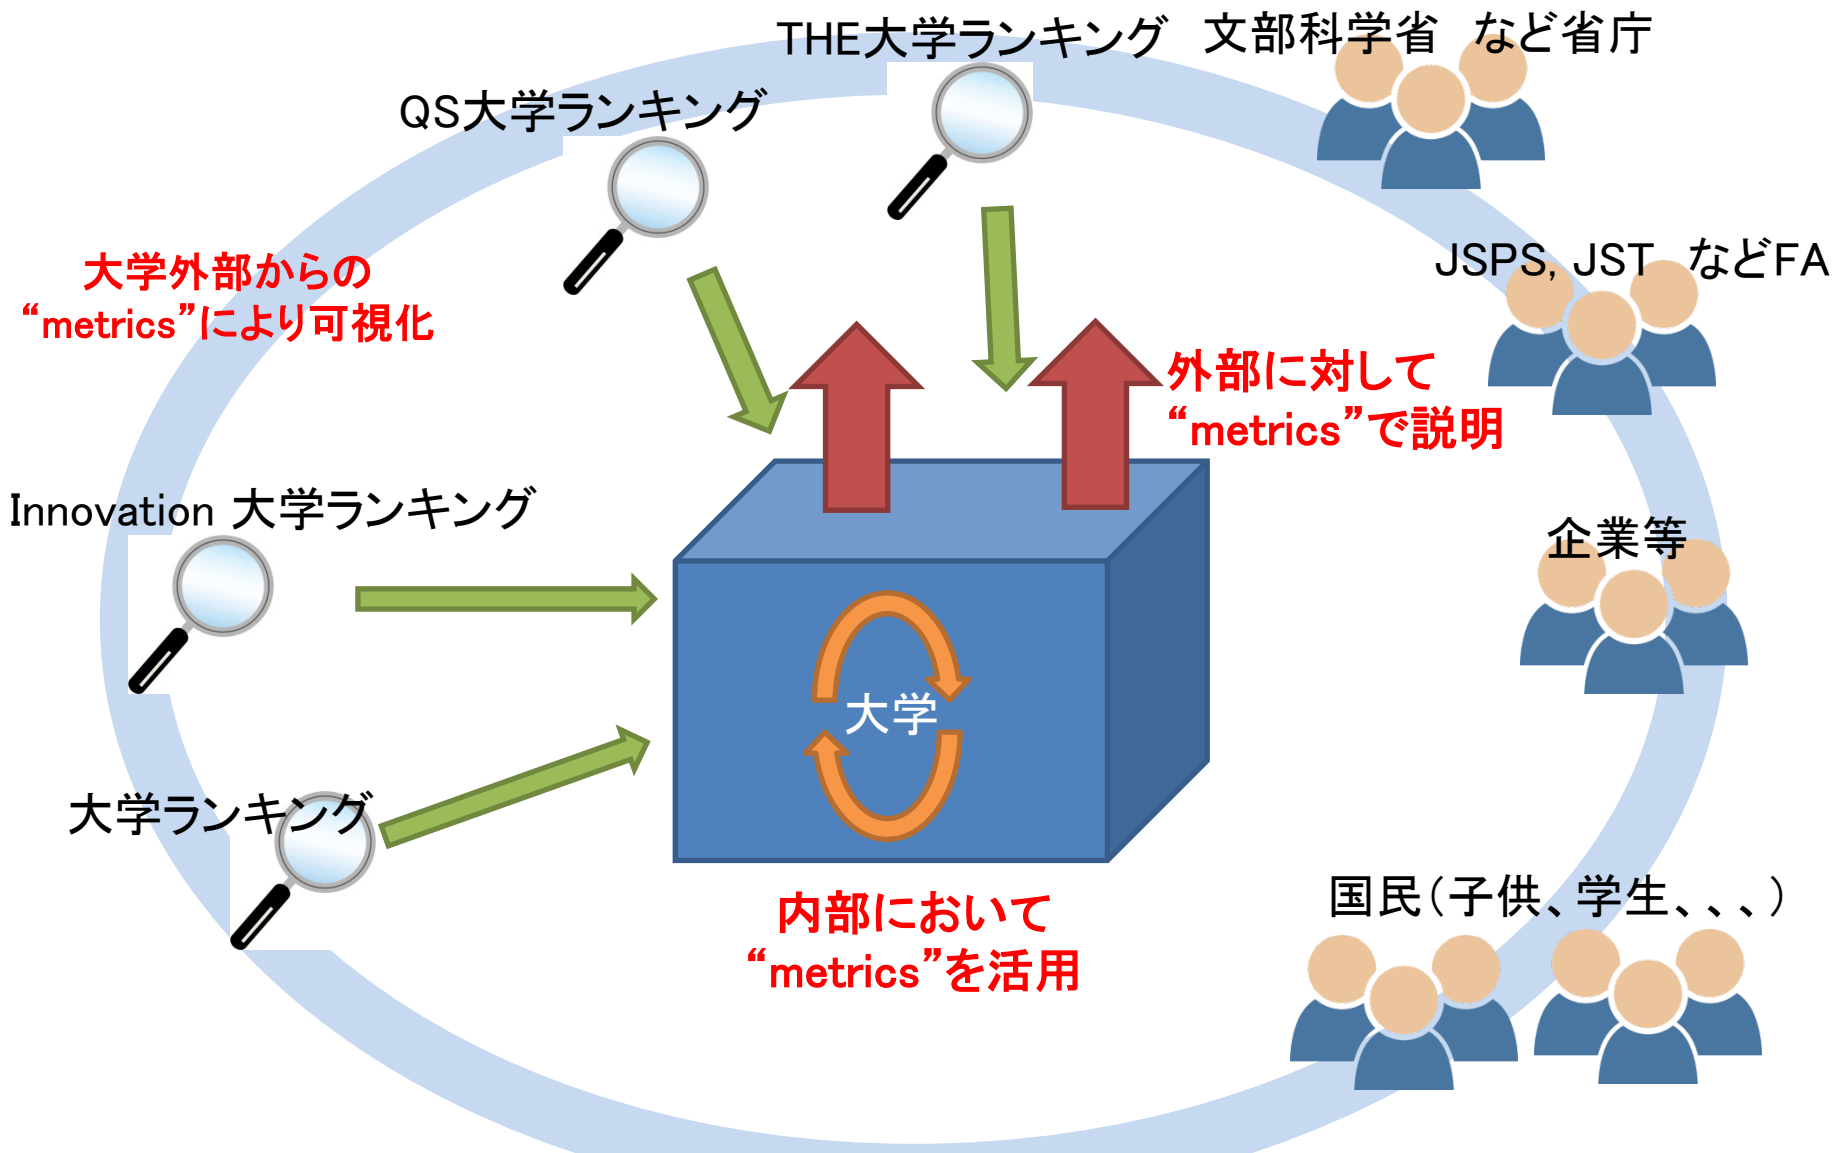 THE大学ランキング
文部科学省　など省庁
QS大学ランキング
JSPS, JST　などFA
大学外部からの
“metrics”により可視化
外部に対して
“metrics”で説明
Innovation 大学ランキング
企業等
大学
大学ランキング
国民（子供、学生、、、）
内部において
“metrics”を活用